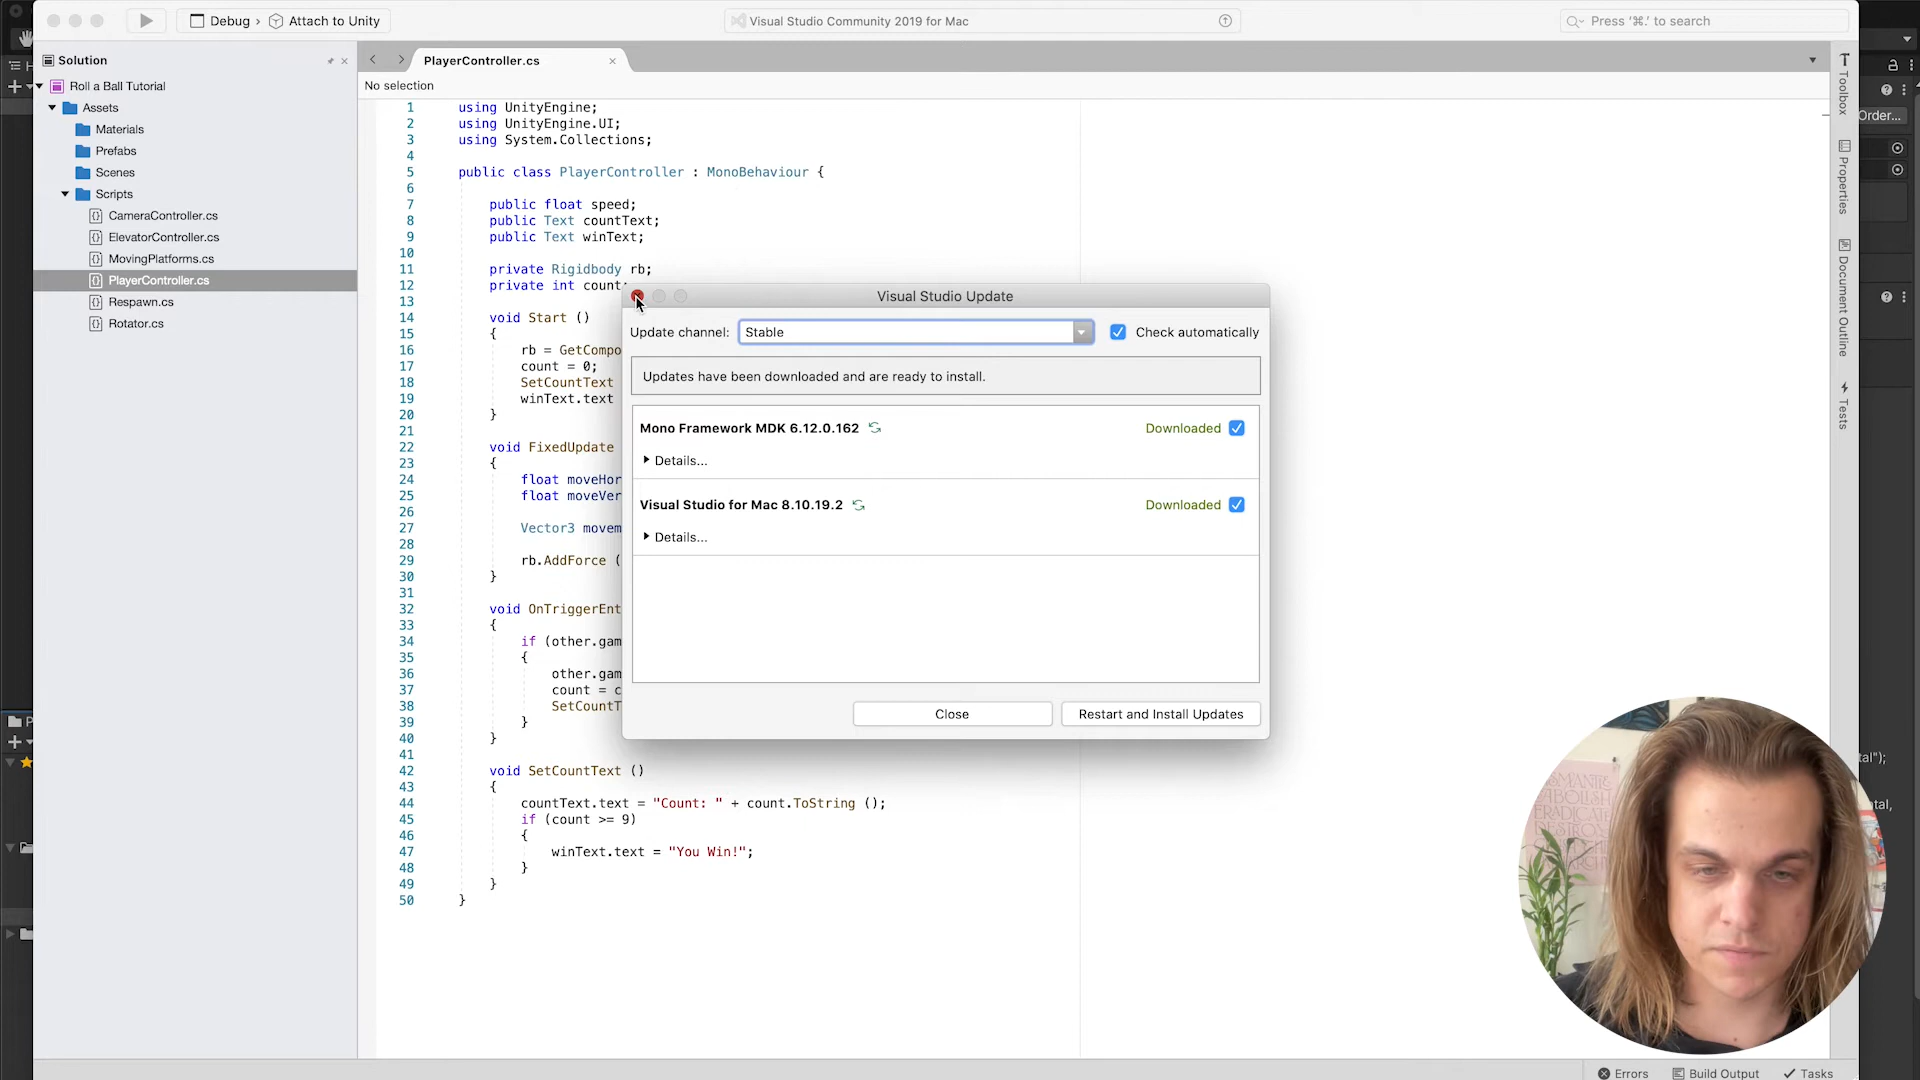 Debug › Attach to Unity
Visual Studio Community 2019 for Mac
Press '⌘.' to search
Solution
PlayerController.cs
No selection
Roll a Ball Tutorial
Assets
Materials
Prefabs
Scenes
Scripts
CameraController.cs
ElevatorController.cs
MovingPlatforms.cs
PlayerController.cs
Respawn.cs
Rotator.cs
1 using UnityEngine;
2 using UnityEngine.UI;
3 using System.Collections;
4
5 public class PlayerController : MonoBehaviour {
6
7 public float speed;
8 public Text countText;
9 public Text winText;
10
11 private Rigidbody rb;
12 private int count;
13
14 void Start ()
15 {
16 rb = GetCompo
17 count = 0;
18 SetCountText
19 winText.text
20 }
21
22 void FixedUpdate
23 {
24 float moveHor
25 float moveVer
26
27 Vector3 movem
28
29 rb.AddForce (
30 }
31
32 void OnTriggerEnt
33 {
34 if (other.gam
35 {
36 other.gam
37 count = c
38 SetCountT
39 }
40 }
41
42 void SetCountText ()
43 {
44 countText.text = "Count: " + count.ToString ();
45 if (count >= 9)
46 {
47 winText.text = "You Win!";
48 }
49 }
50 }
Visual Studio Update
Update channel: Stable
Check automatically
Updates have been downloaded and are ready to install.
Mono Framework MDK 6.12.0.162 Downloaded
Details...
Visual Studio for Mac 8.10.19.2 Downloaded
Details...
Close
Restart and Install Updates
Toolbox
Properties
Document Outline
Tests
Order...
tal");
ntal,
Errors
Build Output
Tasks